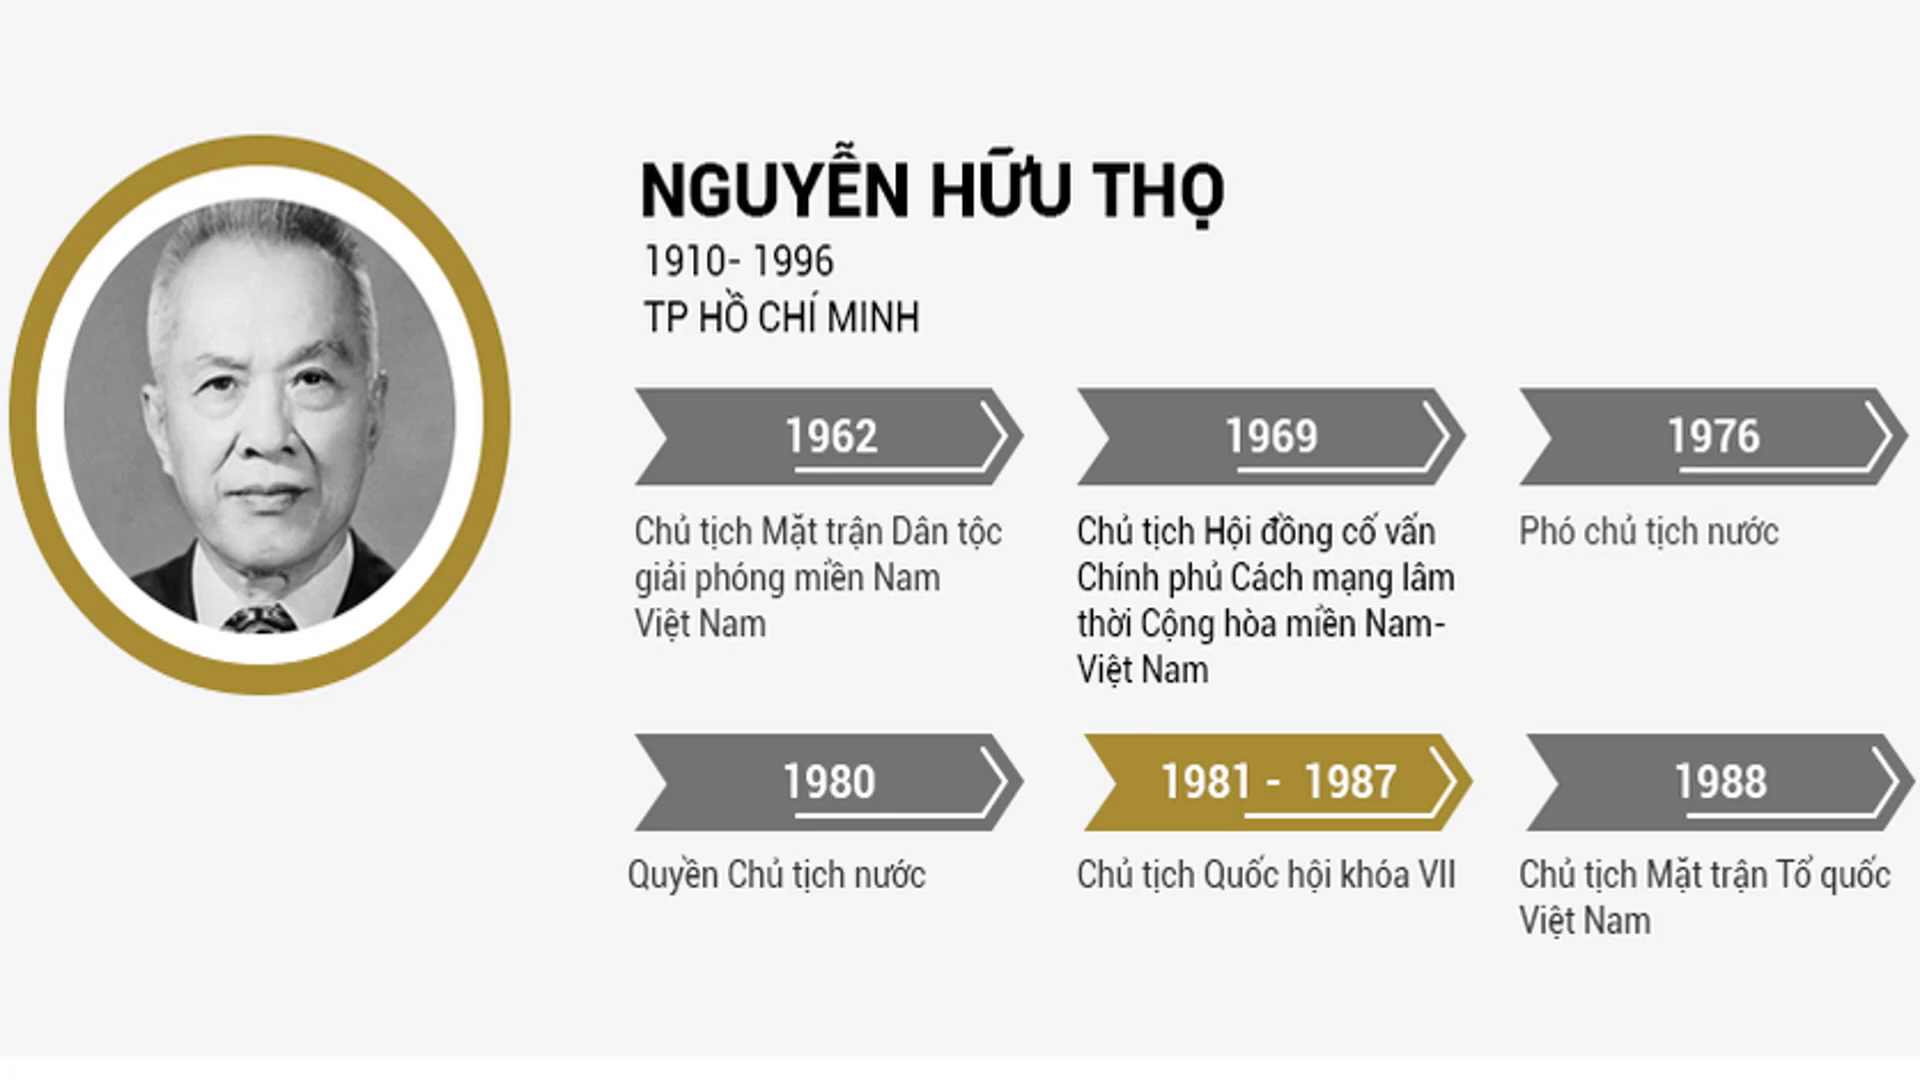 NGUYỄN HỮU THỌ
1910- 1996
TP HỒ CHÍ MINH
1962
Chủ tịch Mặt trận Dân tộc
giải phóng miền Nam
Việt Nam
1969
Chủ tịch Hội đồng cố vấn
Chính phủ Cách mạng lâm
thời Cộng hòa miền Nam-
Việt Nam
1976
Phó chủ tịch nước
1980
Quyền Chủ tịch nước
1981 - 1987
Chủ tịch Quốc hội khóa VII
1988
Chủ tịch Mặt trận Tổ quốc
Việt Nam